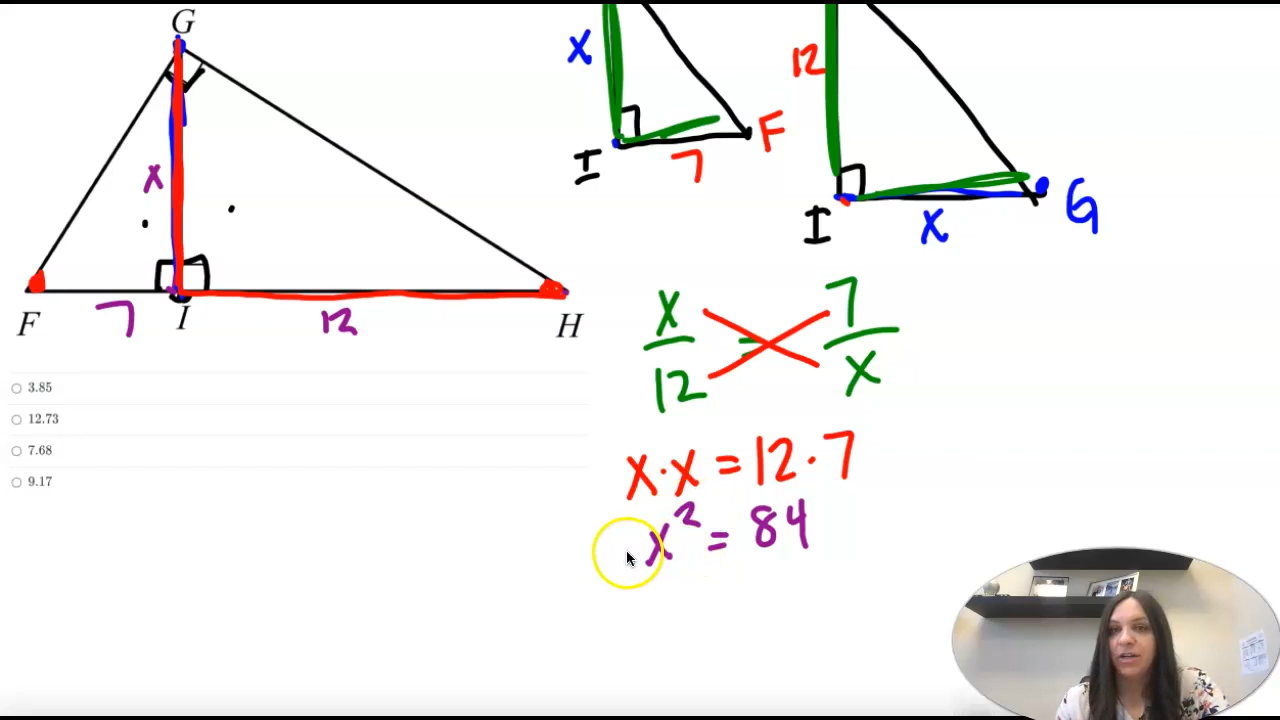 G
x
F 7 I 12 H
3.85
12.73
7.68
9.17
x
I 7 F
12
I x G
x/12 = 7/x
x·x = 12·7
x² = 84